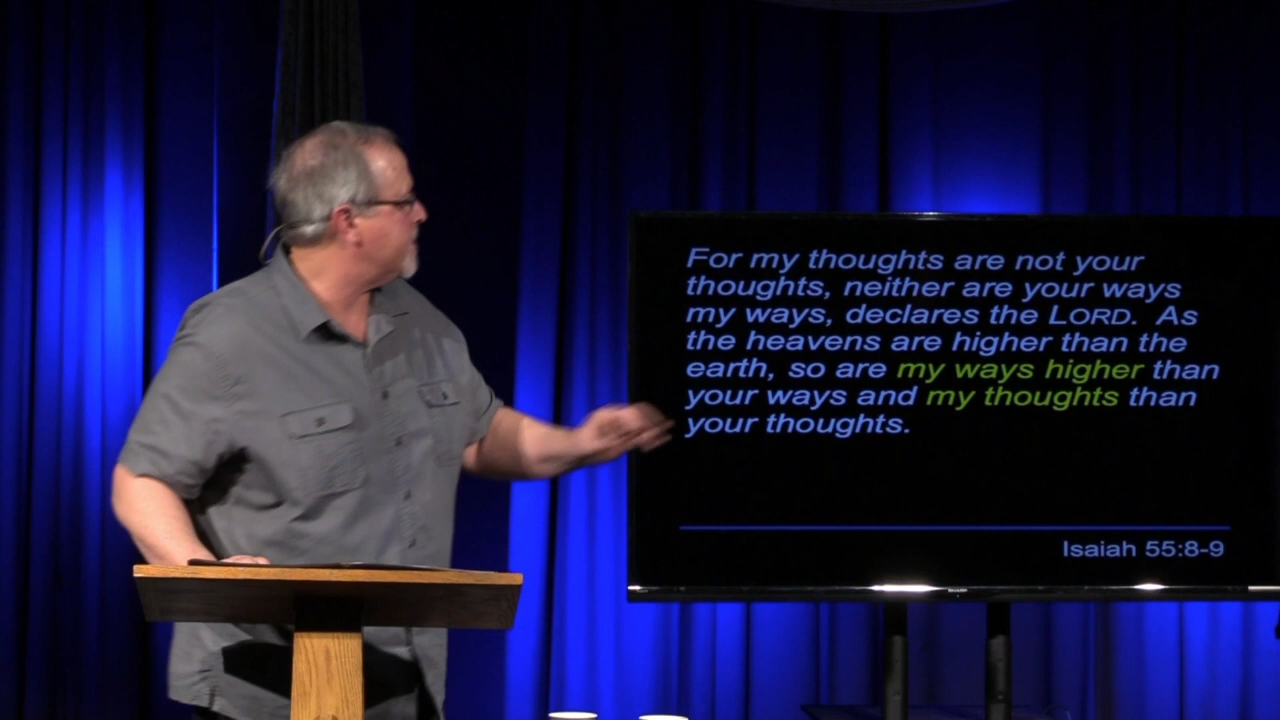 For my thoughts are not your
thoughts, neither are your ways
my ways, declares the LORD. As
the heavens are higher than the
earth, so are my ways higher than
your ways and my thoughts than
your thoughts.
Isaiah 55:8-9
SHARP